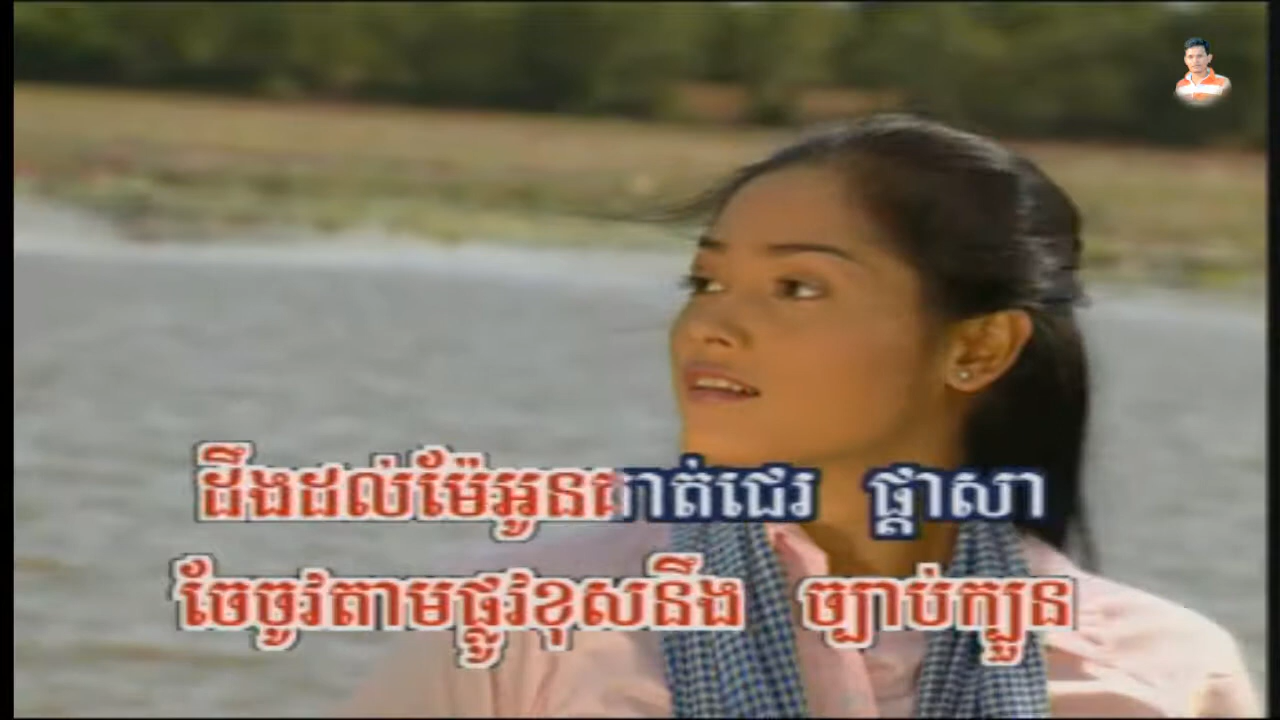 ដឹងដល់ម៉ែអូនគាត់ជេរ ផ្តាសា
ចែចូវតាមផ្លូវខុសនឹង ច្បាប់ក្បួន